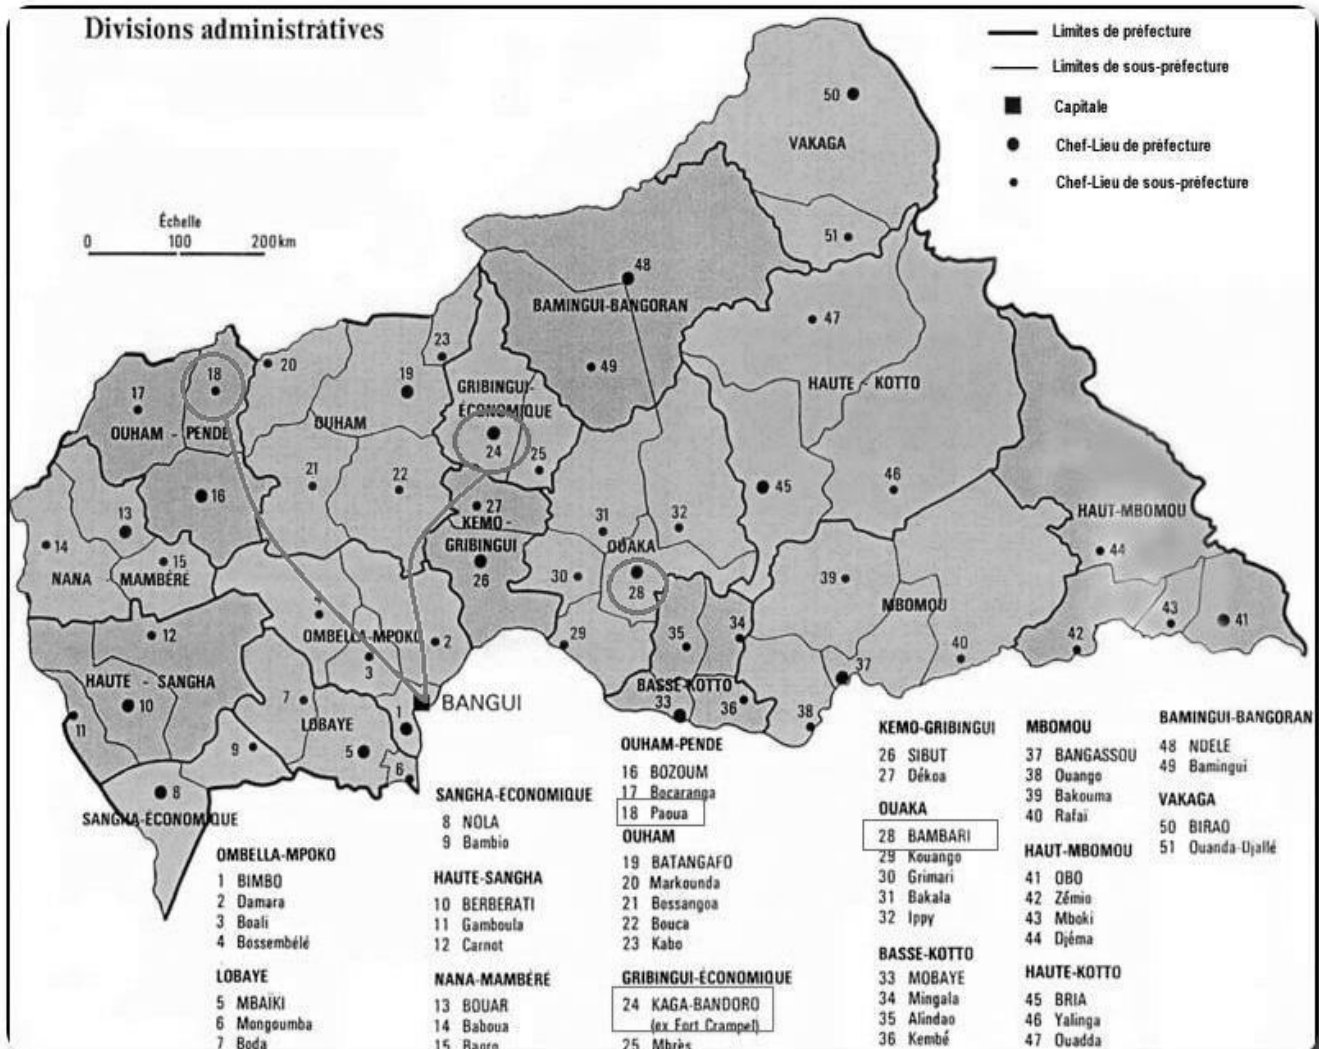 Divisions administrátives
Limites de préfecture
Limites de sous-préfecture
Capitale
Chef-Lieu de préfecture
Chef-Lieu de sous-préfecture
Échelle
0 100 200 km
50
VAKAGA
51
48
BAMINGUI-BANGORAN
47
49
HAUTE - KOTTO
23
20
18
19
17
GRIBINGUI-
ÉCONOMIQUE
OUHAM
OUHAM - PENDE
24
25
21
22
16
45
46
27
13
KEMO-
GRIBINGUI
31
32
HAUT-MBOMOU
14
15
OUAKA
44
NANA - MAMBÉRÉ
26
30
28
39
MBOMOU
4
OMBELLA-MPOKO
12
2
29
35
34
43
41
42
3
40
37
HAUTE - SANGHA
BASSE-KOTTO
33
36
38
10
11
7
BANGUI
1
LOBAYE
9
5
6
8
SANGHA-ÉCONOMIQUE
OMBELLA-MPOKO
1 BIMBO
2 Damara
3 Boali
4 Bossembélé
LOBAYE
5 MBAÏKI
6 Mongoumba
7 Boda
SANGHA-ECONOMIQUE
8 NOLA
9 Bambio
HAUTE-SANGHA
10 BERBERATI
11 Gamboula
12 Carnot
NANA-MAMBÉRÉ
13 BOUAR
14 Baboua
15 Baoro
OUHAM-PENDE
16 BOZOUM
17 Bocaranga
18 Paoua
OUHAM
19 BATANGAFO
20 Markounda
21 Bossangoa
22 Bouca
23 Kabo
GRIBINGUI-ÉCONOMIQUE
24 KAGA-BANDORO
(ex Fort Crampel)
25 Mbrès
KEMO-GRIBINGUI
26 SIBUT
27 Dékoa
OUAKA
28 BAMBARI
29 Kouango
30 Grimari
31 Bakala
32 Ippy
BASSE-KOTTO
33 MOBAYE
34 Mingala
35 Alindao
36 Kembé
MBOMOU
37 BANGASSOU
38 Ouango
39 Bakouma
40 Rafaï
HAUT-MBOMOU
41 OBO
42 Zémio
43 Mboki
44 Djéma
HAUTE-KOTTO
45 BRIA
46 Yalinga
47 Ouadda
BAMINGUI-BANGORAN
48 NDELE
49 Bamingui
VAKAGA
50 BIRAO
51 Ouanda-Djallé